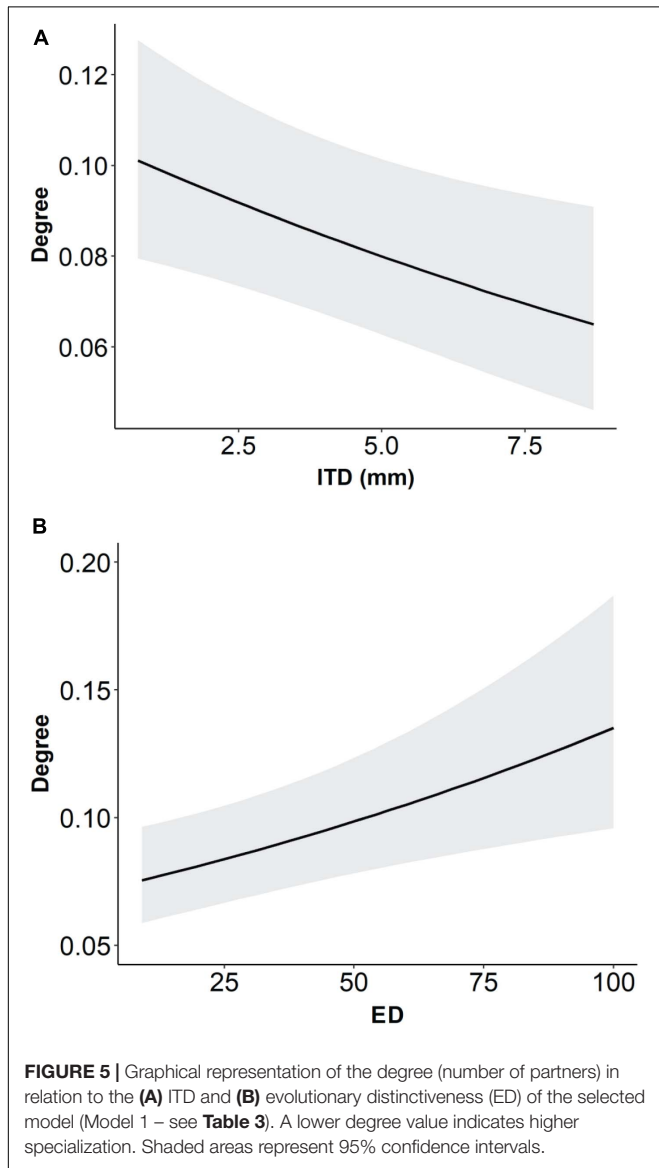 A
0.12
0.10
0.08
0.06
Degree
2.5 5.0 7.5
ITD (mm)
B
0.20
0.15
0.10
0.05
Degree
25 50 75 100
ED
FIGURE 5 | Graphical representation of the degree (number of partners) in
relation to the (A) ITD and (B) evolutionary distinctiveness (ED) of the selected
model (Model 1 – see Table 3). A lower degree value indicates higher
specialization. Shaded areas represent 95% confidence intervals.